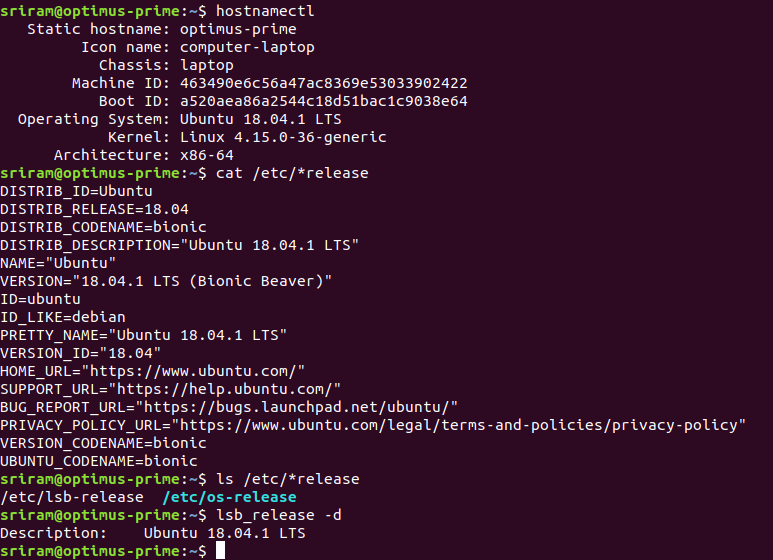 sriram@optimus-prime:~$ hostnamectl
   Static hostname: optimus-prime
         Icon name: computer-laptop
           Chassis: laptop
        Machine ID: 463490e6c56a47ac8369e53033902422
           Boot ID: a520aea86a2544c18d51bac1c9038e64
  Operating System: Ubuntu 18.04.1 LTS
            Kernel: Linux 4.15.0-36-generic
      Architecture: x86-64
sriram@optimus-prime:~$ cat /etc/*release
DISTRIB_ID=Ubuntu
DISTRIB_RELEASE=18.04
DISTRIB_CODENAME=bionic
DISTRIB_DESCRIPTION="Ubuntu 18.04.1 LTS"
NAME="Ubuntu"
VERSION="18.04.1 LTS (Bionic Beaver)"
ID=ubuntu
ID_LIKE=debian
PRETTY_NAME="Ubuntu 18.04.1 LTS"
VERSION_ID="18.04"
HOME_URL="https://www.ubuntu.com/"
SUPPORT_URL="https://help.ubuntu.com/"
BUG_REPORT_URL="https://bugs.launchpad.net/ubuntu/"
PRIVACY_POLICY_URL="https://www.ubuntu.com/legal/terms-and-policies/privacy-policy"
VERSION_CODENAME=bionic
UBUNTU_CODENAME=bionic
sriram@optimus-prime:~$ ls /etc/*release
/etc/lsb-release  /etc/os-release
sriram@optimus-prime:~$ lsb_release -d
Description:    Ubuntu 18.04.1 LTS
sriram@optimus-prime:~$